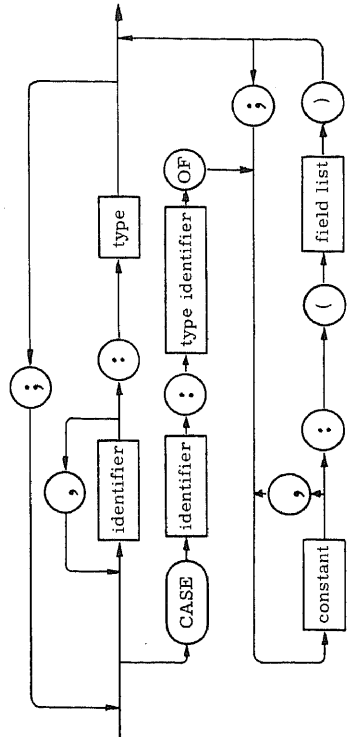 ;
,
identifier : type
CASE identifier : type identifier OF
;
,
constant : ( field list )